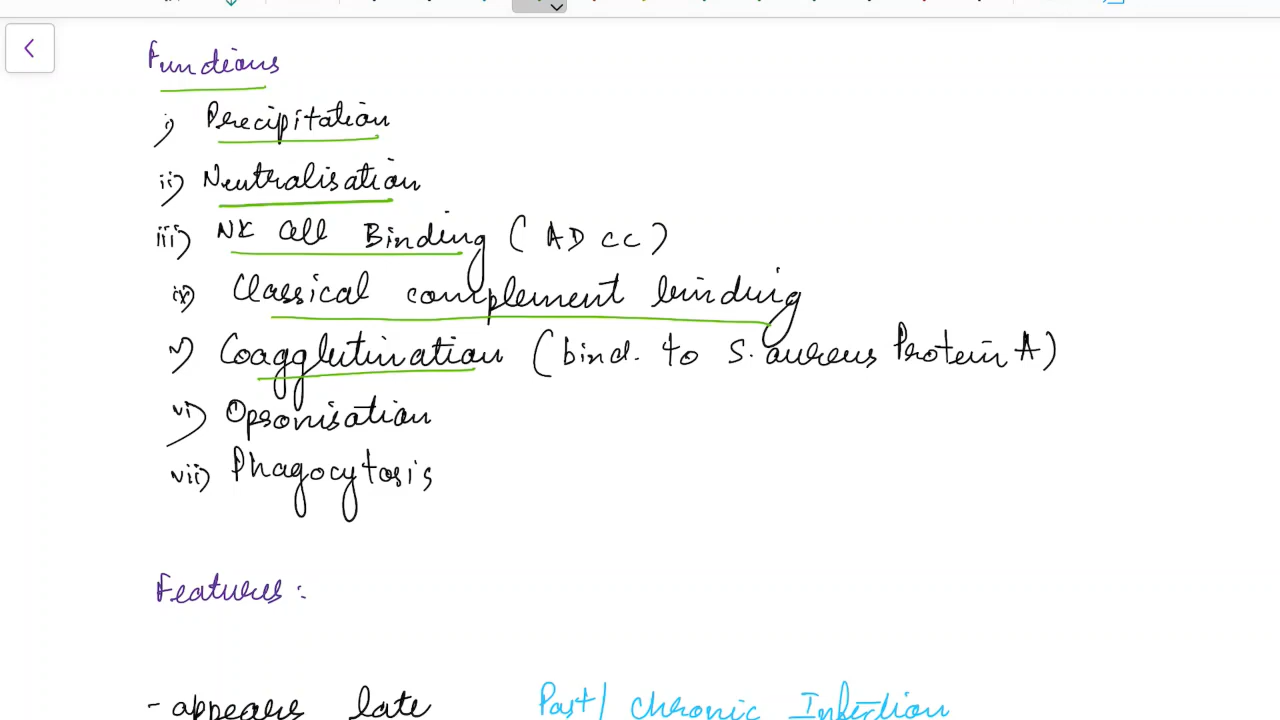 Functions
i) Precipitation
ii) Neutralisation
iii) NK Cell Binding (ADCC)
iv) Classical complement binding
v) Coagglutination (bind. to S. aureus Protein A)
vi) Opsonisation
vii) Phagocytosis
Features:
- appears late Past/ chronic Infection